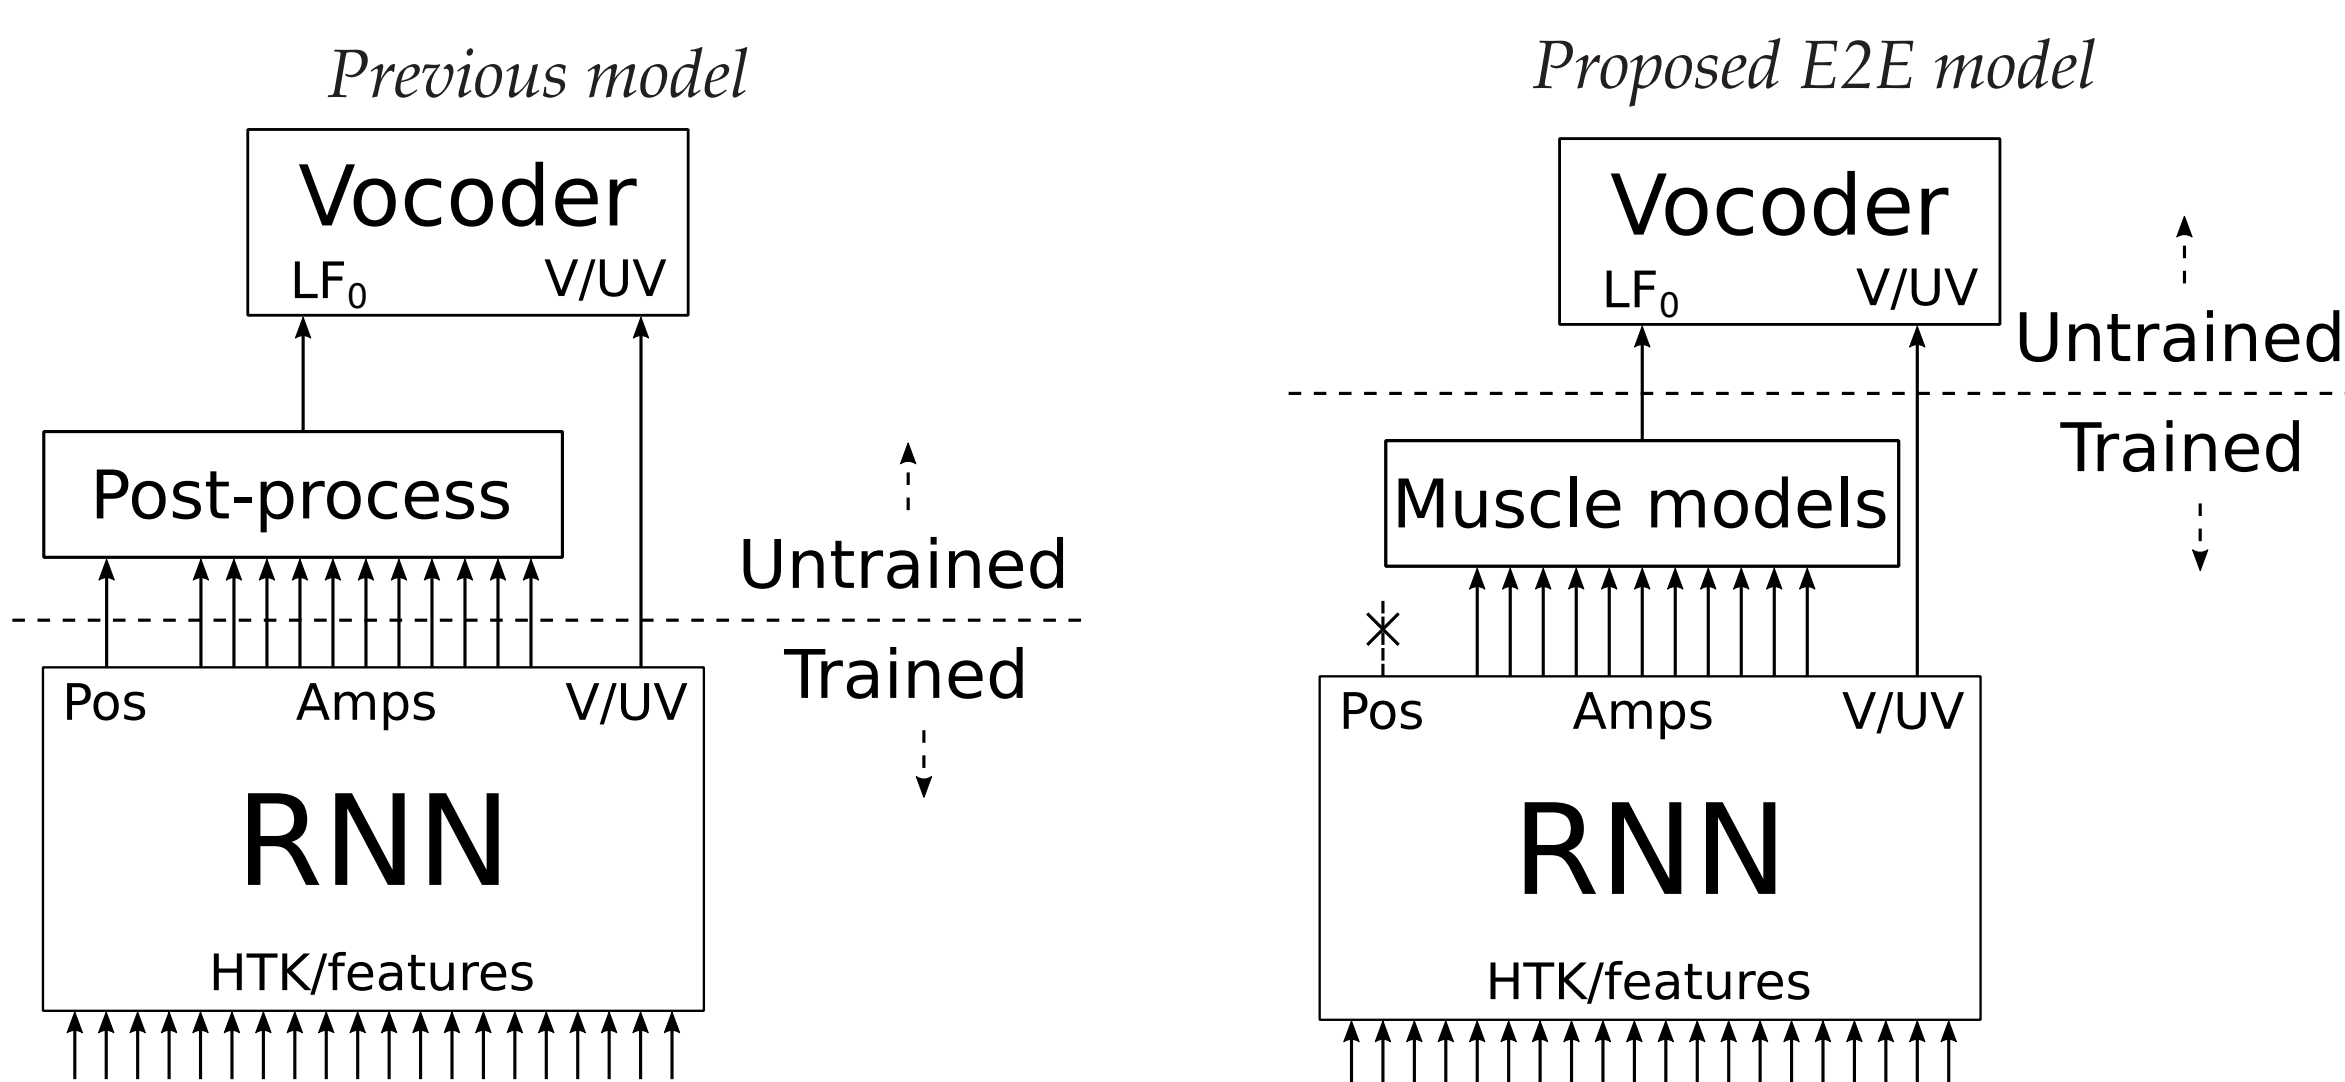 Previous model
Vocoder
LF₀ V/UV
Post-process
Untrained
Trained
Pos Amps V/UV
RNN
HTK/features
Proposed E2E model
Vocoder
LF₀ V/UV
Untrained
Trained
Muscle models
Pos Amps V/UV
RNN
HTK/features